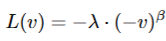 L(v) = −λ · (−v)^β